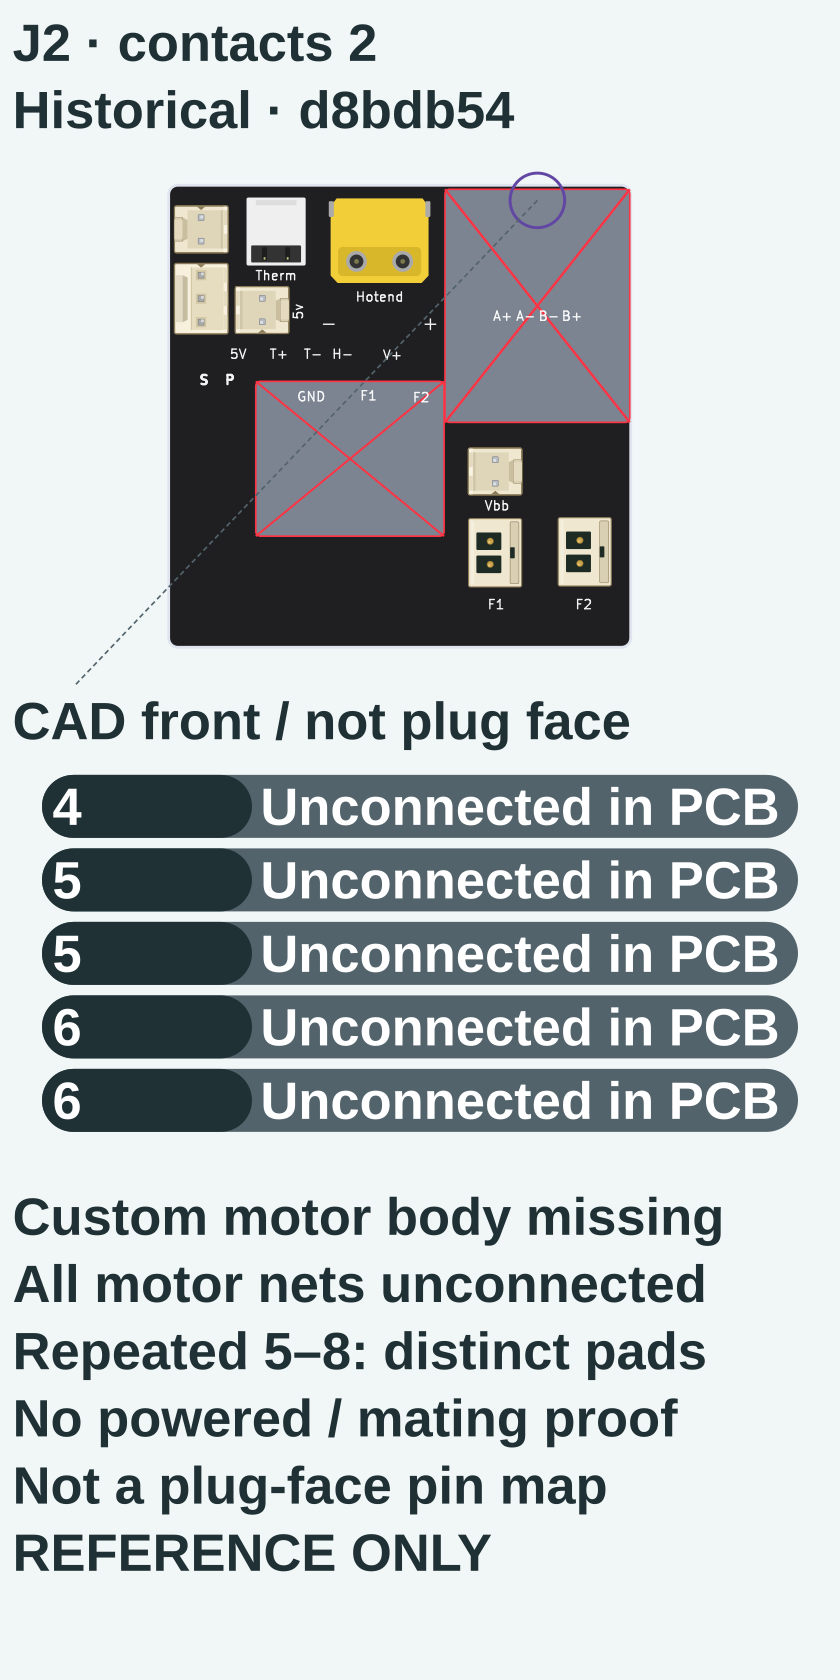 J2 · contacts 2
Historical · d8bdb54
Therm
Hotend
5v
− +
A+ A- B- B+
5V T+ T- H- V+
S P
GND F1 F2
Vbb
F1 F2
CAD front / not plug face
4 Unconnected in PCB
5 Unconnected in PCB
5 Unconnected in PCB
6 Unconnected in PCB
6 Unconnected in PCB
Custom motor body missing
All motor nets unconnected
Repeated 5–8: distinct pads
No powered / mating proof
Not a plug-face pin map
REFERENCE ONLY